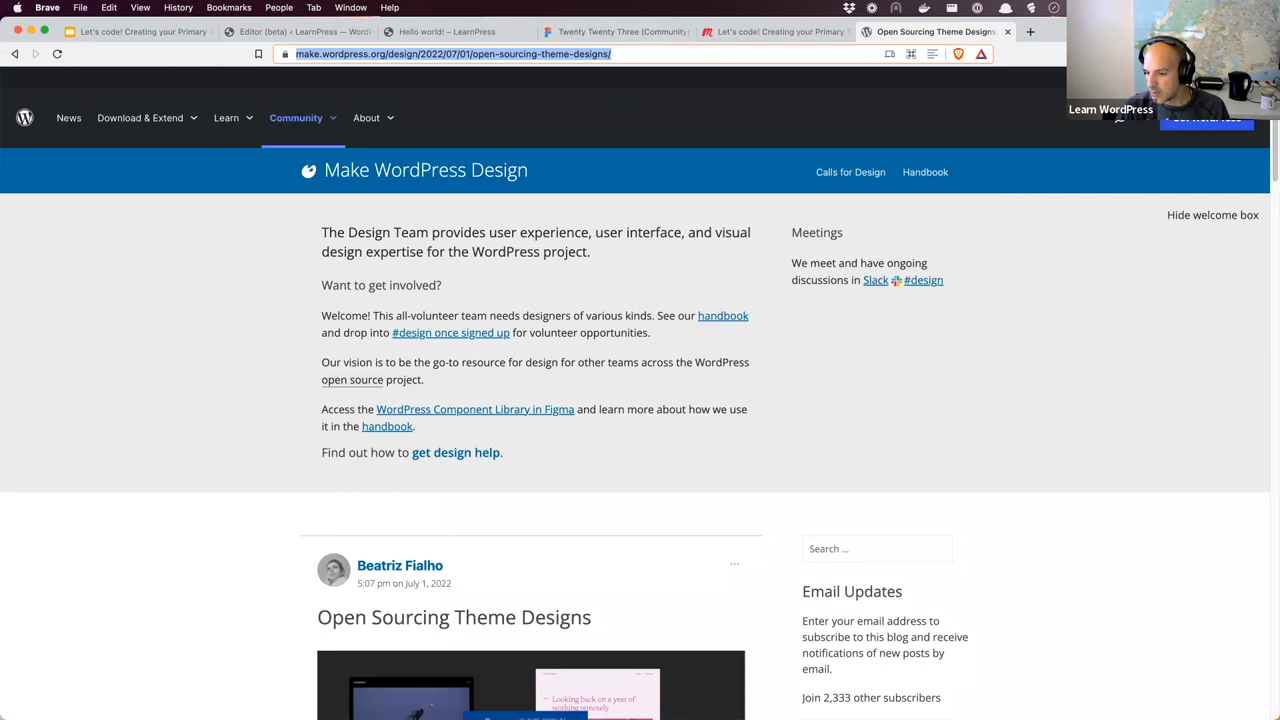 Brave File Edit View History Bookmarks People Tab Window Help
Let's code! Creating your Primary
Editor (beta) ‹ LearnPress — WordP
Hello world! – LearnPress
Twenty Twenty Three (Community)
Let's code! Creating your Primary
Open Sourcing Theme Designs
make.wordpress.org/design/2022/07/01/open-sourcing-theme-designs/
Learn WordPress
News Download & Extend Learn Community About
Make WordPress Design
Calls for Design Handbook
Hide welcome box
The Design Team provides user experience, user interface, and visual
design expertise for the WordPress project.
Want to get involved?
Welcome! This all-volunteer team needs designers of various kinds. See our handbook
and drop into #design once signed up for volunteer opportunities.
Our vision is to be the go-to resource for design for other teams across the WordPress
open source project.
Access the WordPress Component Library in Figma and learn more about how we use
it in the handbook.
Find out how to get design help.
Meetings
We meet and have ongoing
discussions in Slack #design
Beatriz Fialho
5:07 pm on July 1, 2022
Open Sourcing Theme Designs
Looking back on a year of
working remotely
Search ...
Email Updates
Enter your email address to
subscribe to this blog and receive
notifications of new posts by
email.
Join 2,333 other subscribers